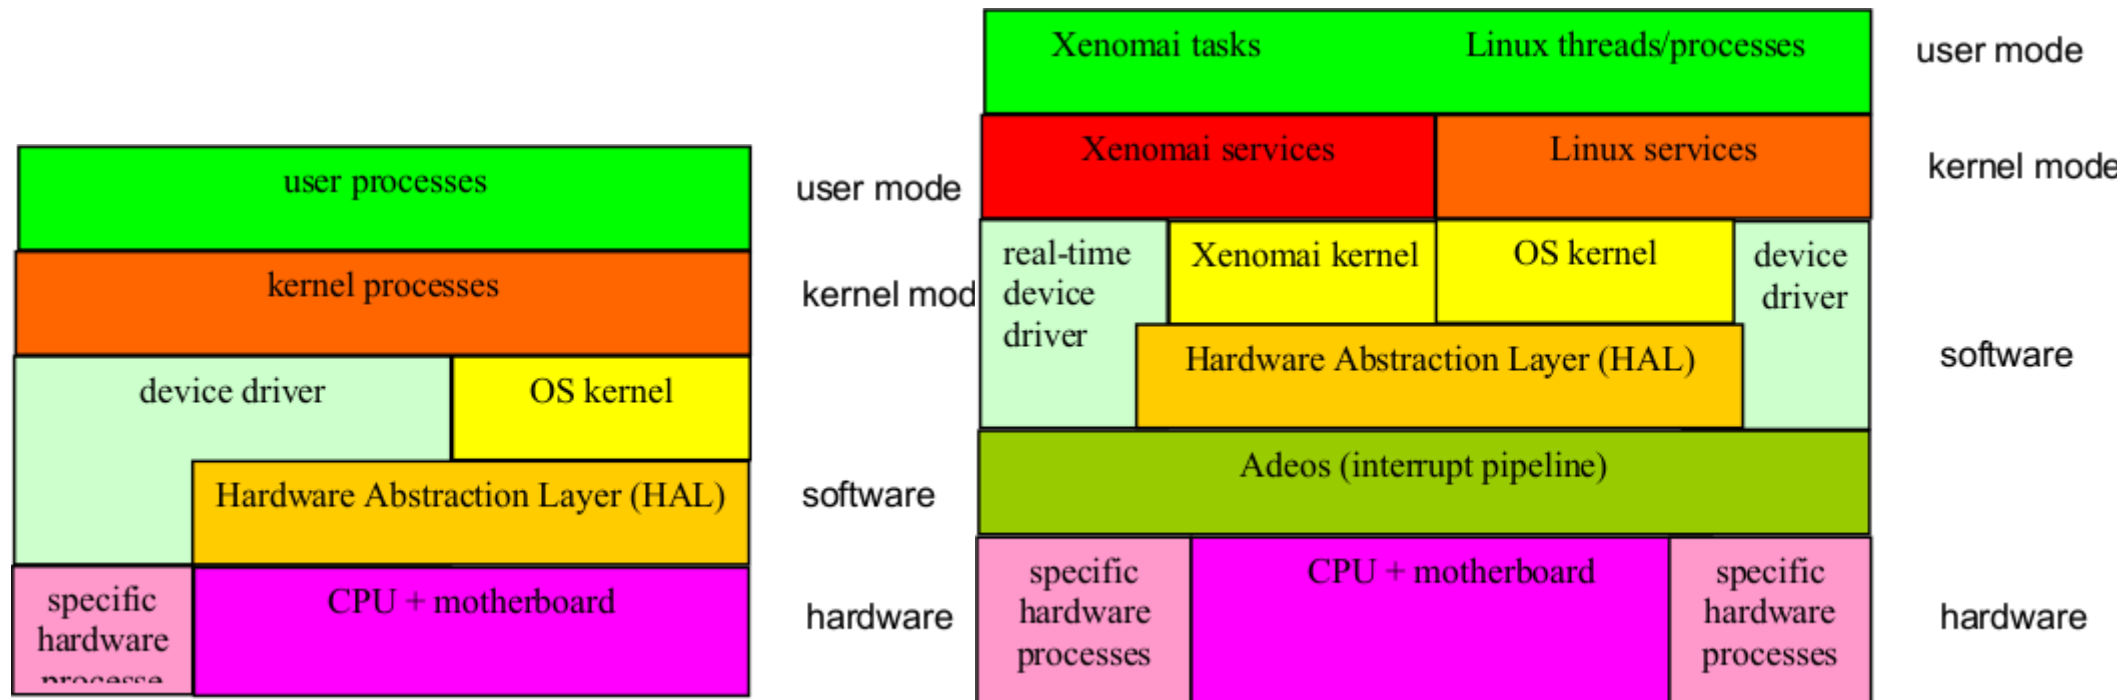 user processes
user mode
kernel processes
kernel mod
device driver
OS kernel
Hardware Abstraction Layer (HAL)
software
specific
hardware
CPU + motherboard
hardware
Xenomai tasks
Linux threads/processes
user mode
Xenomai services
Linux services
kernel mode
real-time
device
driver
Xenomai kernel
OS kernel
device
driver
Hardware Abstraction Layer (HAL)
software
Adeos (interrupt pipeline)
specific
hardware
processes
CPU + motherboard
specific
hardware
processes
hardware